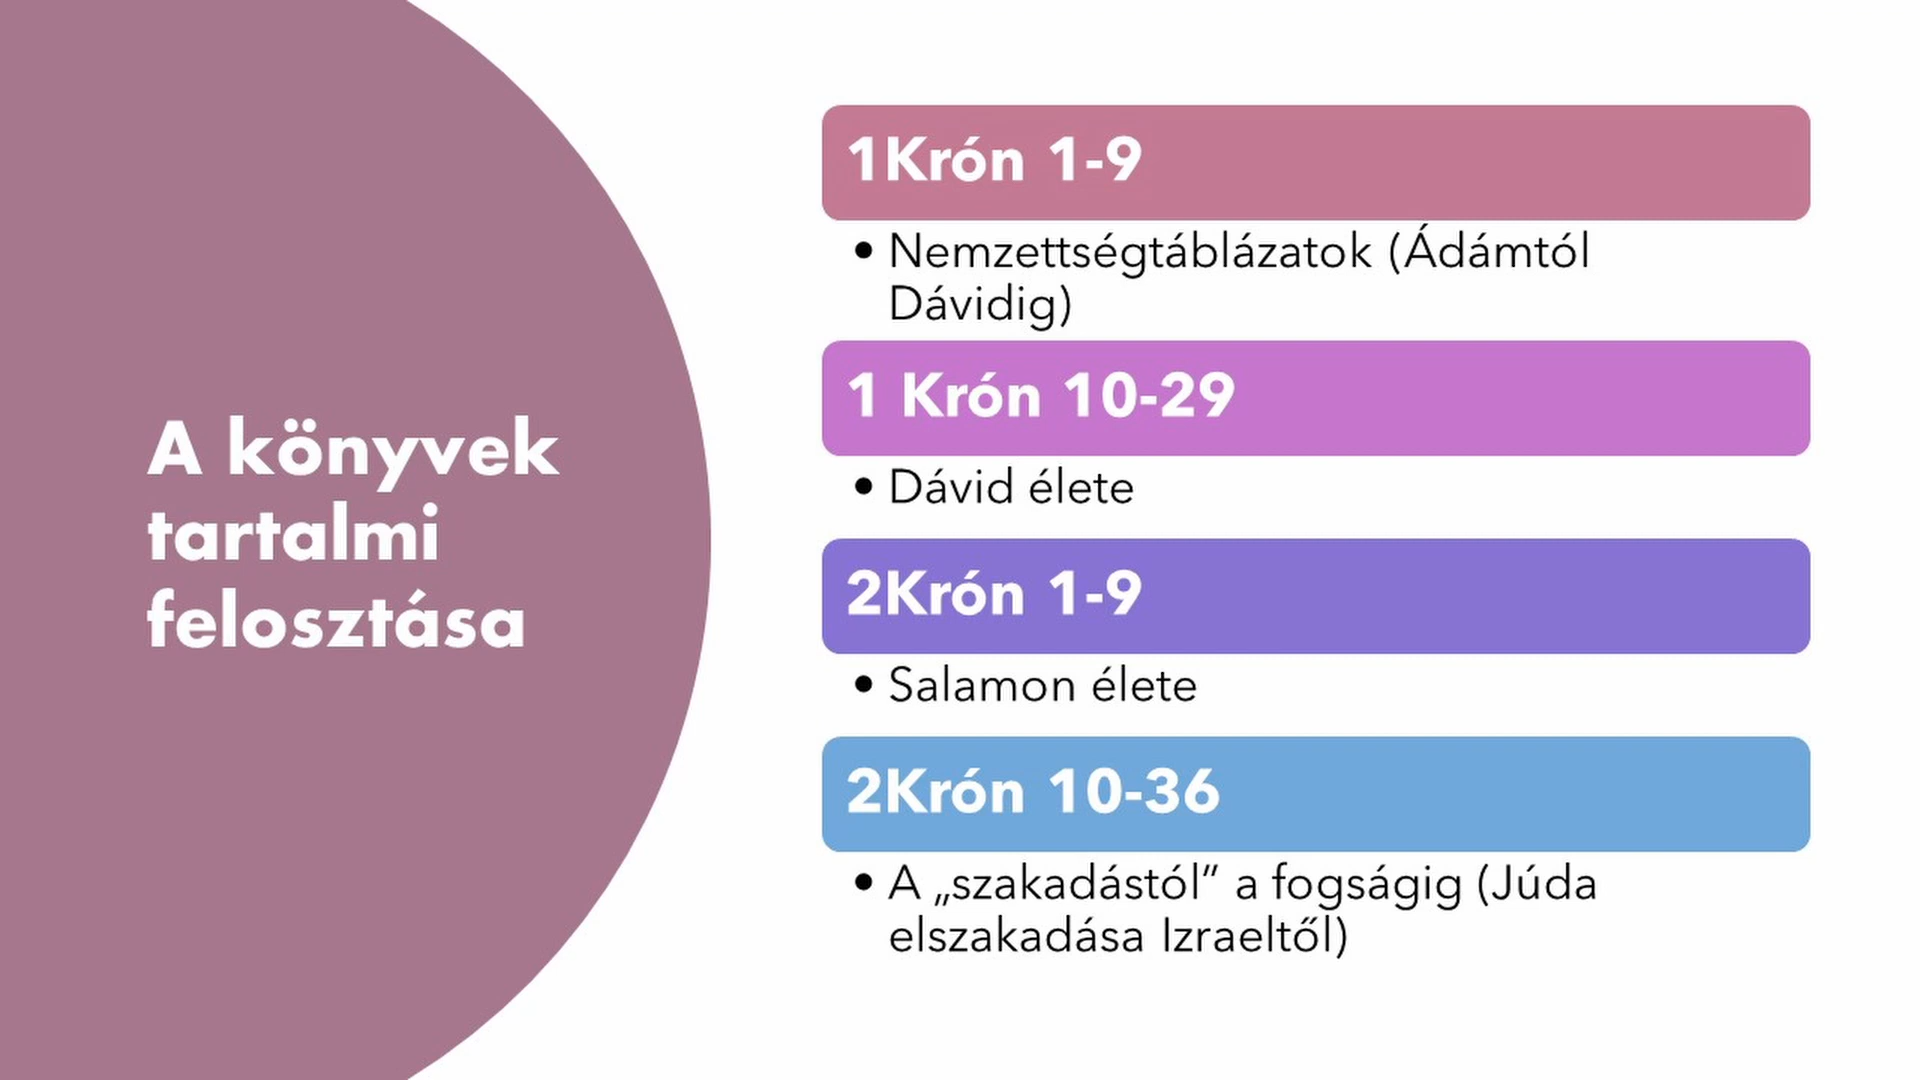 A könyvek
tartalmi
felosztása
1Krón 1-9
• Nemzettségtáblázatok (Ádámtól
Dávidig)
1 Krón 10-29
• Dávid élete
2Krón 1-9
• Salamon élete
2Krón 10-36
• A „szakadástól” a fogságig (Júda
elszakadása Izraeltől)